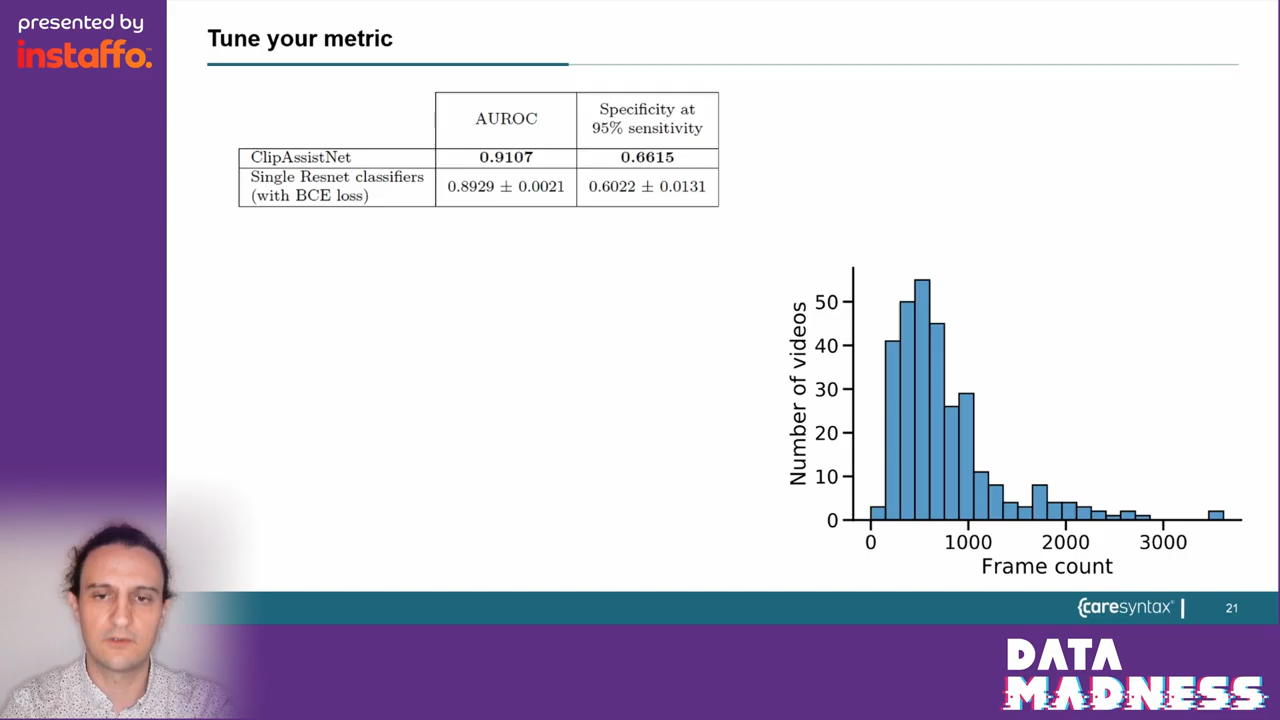 presented by
instaffo.
Tune your metric
AUROC
Specificity at
95% sensitivity
ClipAssistNet
0.9107
0.6615
Single Resnet classifiers
(with BCE loss)
0.8929 ± 0.0021
0.6022 ± 0.0131
Number of videos
50
40
30
20
10
0
0
1000
2000
3000
Frame count
{caresyntax® |
21
DATA
MADNESS